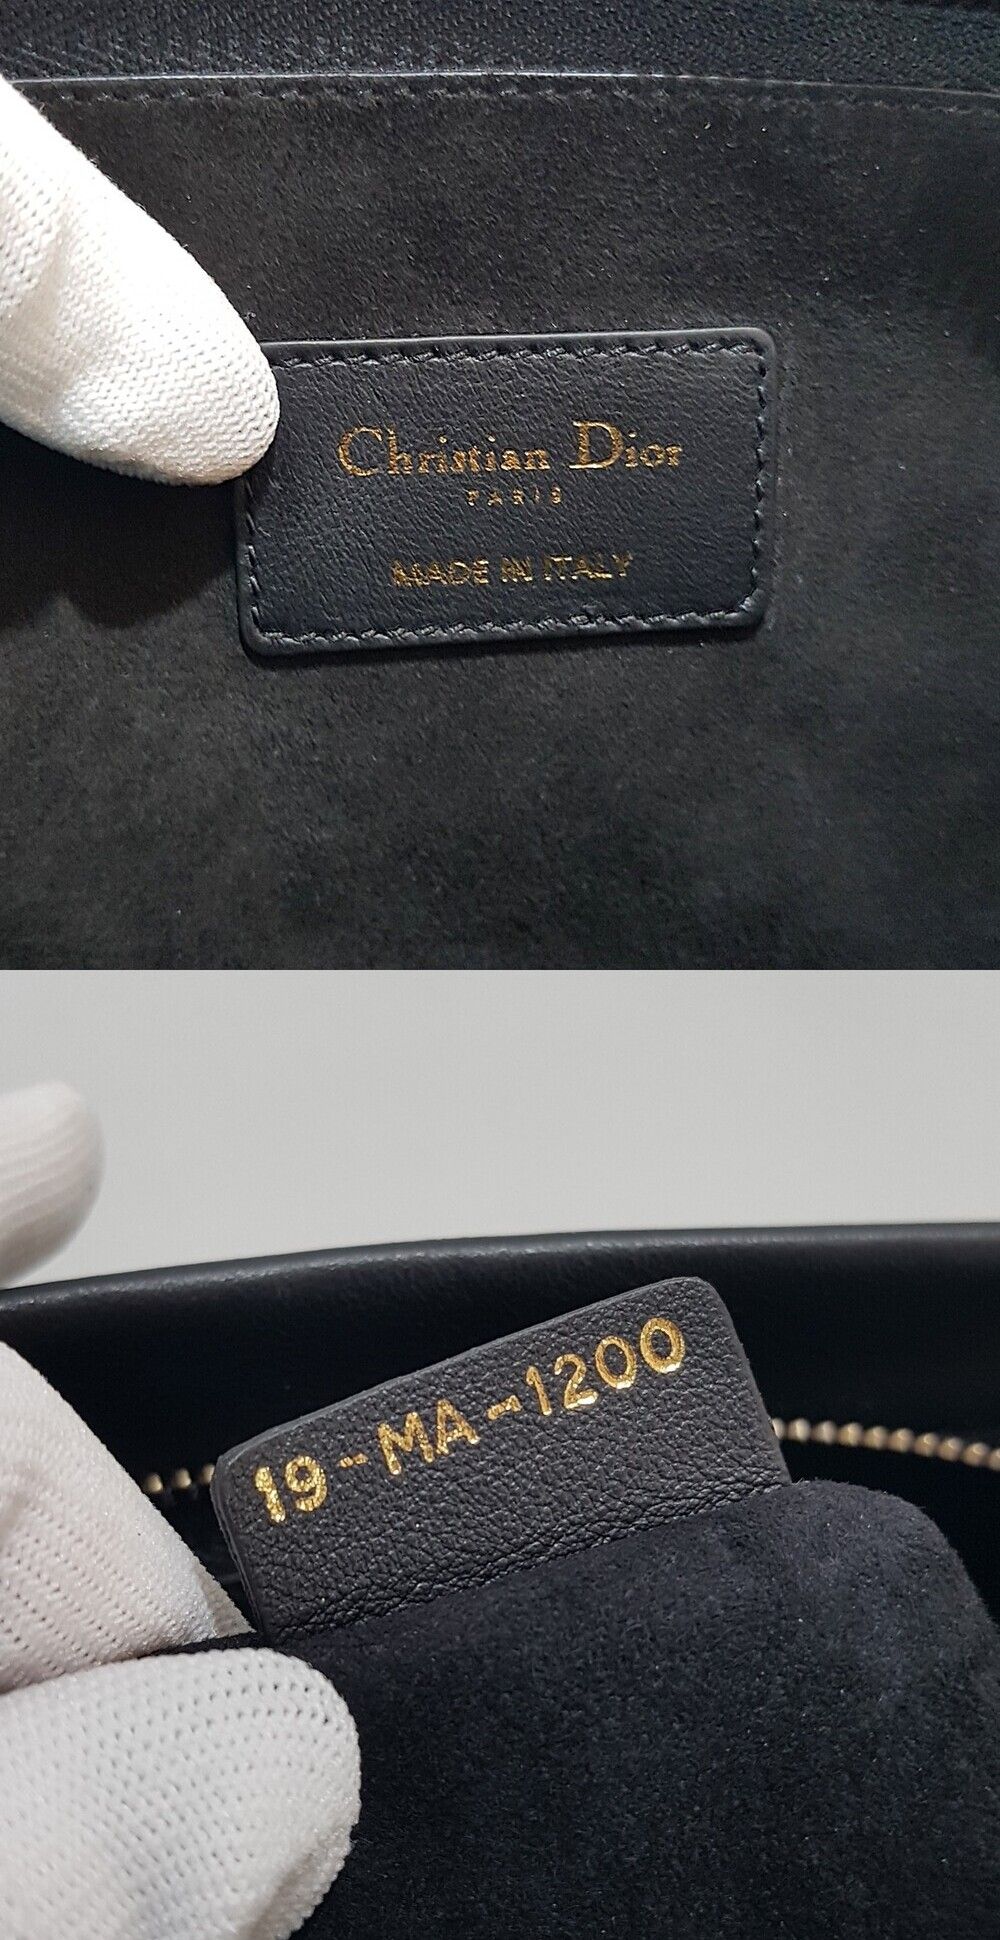 Christian Dior
PARIS
MADE IN ITALY
19-MA-1200